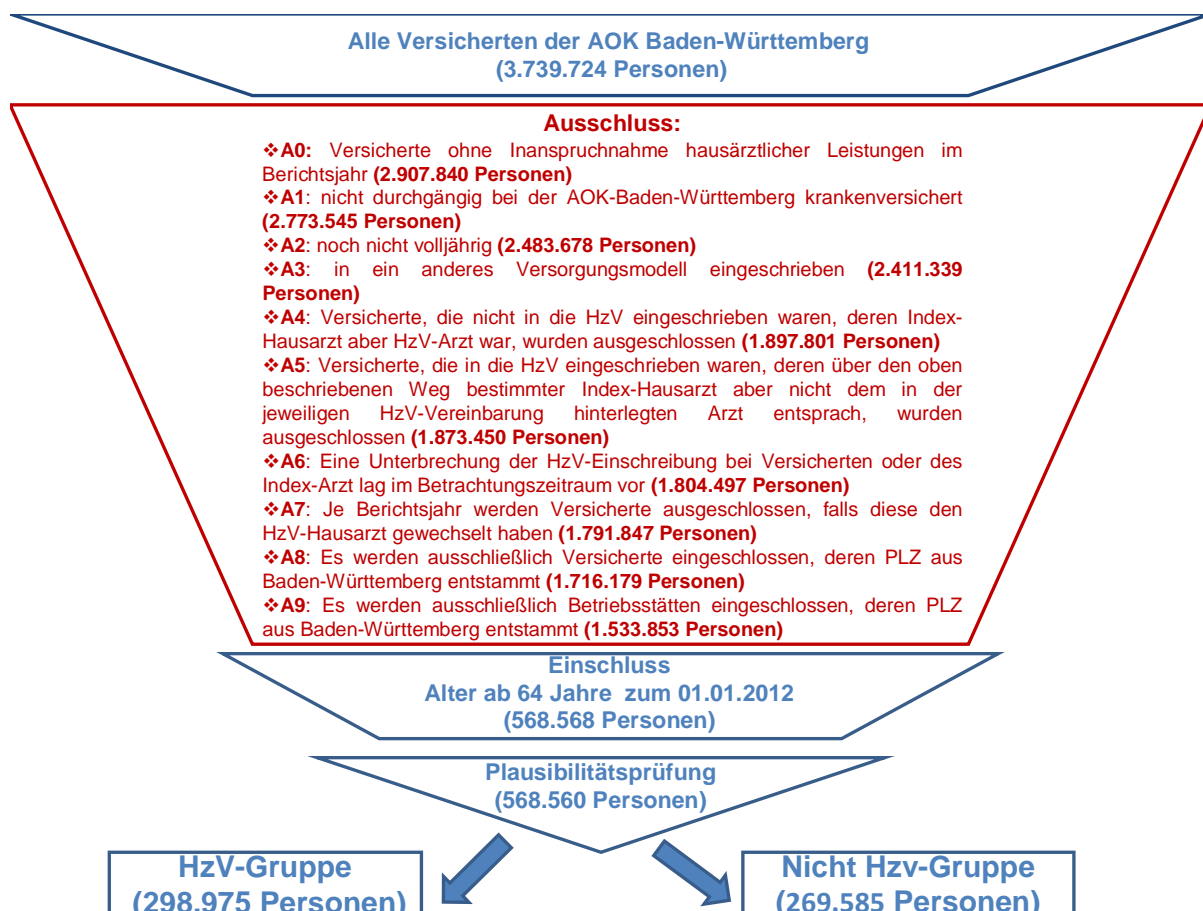 Alle Versicherten der AOK Baden-Württemberg
(3.739.724 Personen)
Ausschluss:
❖A0: Versicherte ohne Inanspruchnahme hausärztlicher Leistungen im
Berichtsjahr (2.907.840 Personen)
❖A1: nicht durchgängig bei der AOK-Baden-Württemberg krankenversichert
(2.773.545 Personen)
❖A2: noch nicht volljährig (2.483.678 Personen)
❖A3: in ein anderes Versorgungsmodell eingeschrieben (2.411.339
Personen)
❖A4: Versicherte, die nicht in die HzV eingeschrieben waren, deren Index-
Hausarzt aber HzV-Arzt war, wurden ausgeschlossen (1.897.801 Personen)
❖A5: Versicherte, die in die HzV eingeschrieben waren, deren über den oben
beschriebenen Weg bestimmter Index-Hausarzt aber nicht dem in der
jeweiligen HzV-Vereinbarung hinterlegten Arzt entsprach, wurden
ausgeschlossen (1.873.450 Personen)
❖A6: Eine Unterbrechung der HzV-Einschreibung bei Versicherten oder des
Index-Arzt lag im Betrachtungszeitraum vor (1.804.497 Personen)
❖A7: Je Berichtsjahr werden Versicherte ausgeschlossen, falls diese den
HzV-Hausarzt gewechselt haben (1.791.847 Personen)
❖A8: Es werden ausschließlich Versicherte eingeschlossen, deren PLZ aus
Baden-Württemberg entstammt (1.716.179 Personen)
❖A9: Es werden ausschließlich Betriebsstätten eingeschlossen, deren PLZ
aus Baden-Württemberg entstammt (1.533.853 Personen)
Einschluss
Alter ab 64 Jahre zum 01.01.2012
(568.568 Personen)
Plausibilitätsprüfung
(568.560 Personen)
HzV-Gruppe
(298.975 Personen)
Nicht Hzv-Gruppe
(269.585 Personen)